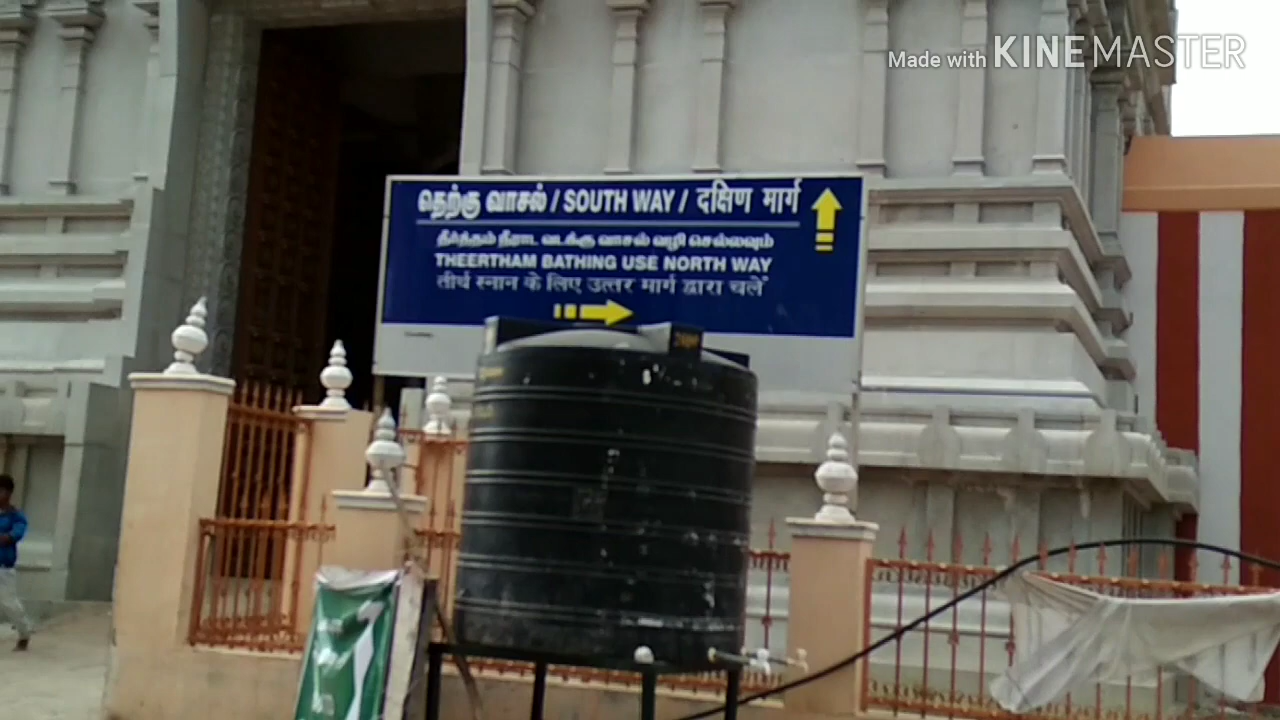 Made with KINEMASTER
தெற்கு வாசல் / SOUTH WAY / दक्षिण मार्ग
தீர்த்தம் நீராட வடக்கு வாசல் வழி செல்லவும்
THEERTHAM BATHING USE NORTH WAY
तीर्थ स्नान के लिए उत्तर मार्ग द्वारा चलें